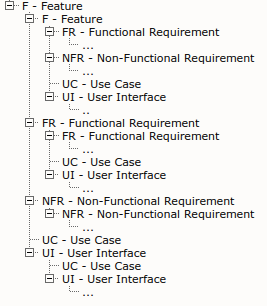 F - Feature
F - Feature
FR - Functional Requirement
...
NFR - Non-Functional Requirement
...
UC - Use Case
UI - User Interface
..
FR - Functional Requirement
FR - Functional Requirement
...
UC - Use Case
UI - User Interface
...
NFR - Non-Functional Requirement
NFR - Non-Functional Requirement
...
UC - Use Case
UI - User Interface
UC - Use Case
UI - User Interface
...